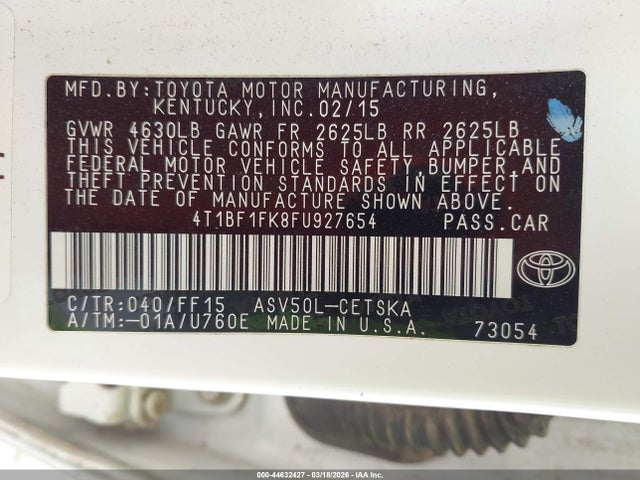 MFD.BY:TOYOTA MOTOR MANUFACTURING,
KENTUCKY,INC.02/15
GVWR 4630LB GAWR FR 2625LB RR 2625LB
THIS VEHICLE CONFORMS TO ALL APPLICABLE
FEDERAL MOTOR VEHICLE SAFETY,BUMPER,AND
THEFT PREVENTION STANDARDS IN EFFECT ON
THE DATE OF MANUFACTURE SHOWN ABOVE.
4T1BF1FK8FU927654 PASS.CAR
C/TR:040/FF15 ASV50L-CETSKA
A/TM:-01A/U760E MADE IN U.S.A. 73054
000-44632427 - 03/18/2026 - IAA, Inc.